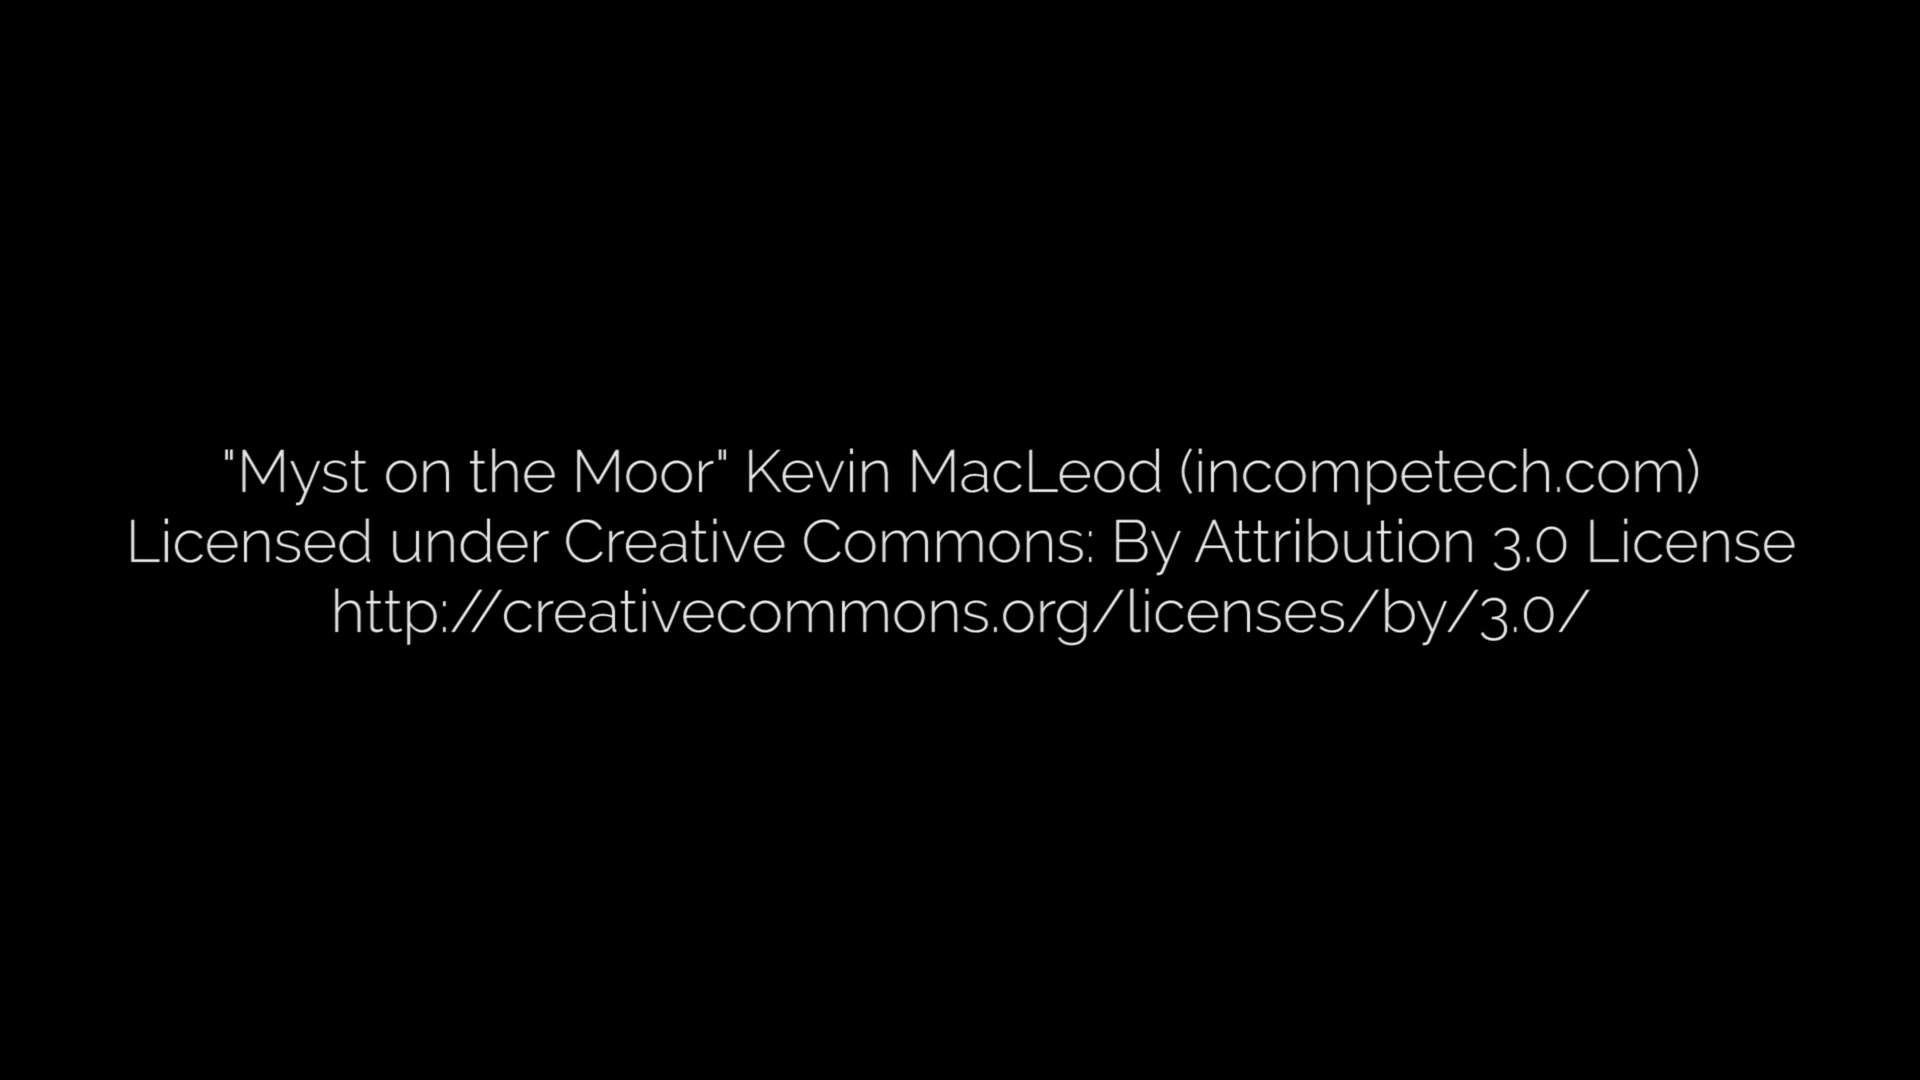 "Myst on the Moor" Kevin MacLeod (incompetech.com)
Licensed under Creative Commons: By Attribution 3.0 License
http://creativecommons.org/licenses/by/3.0/